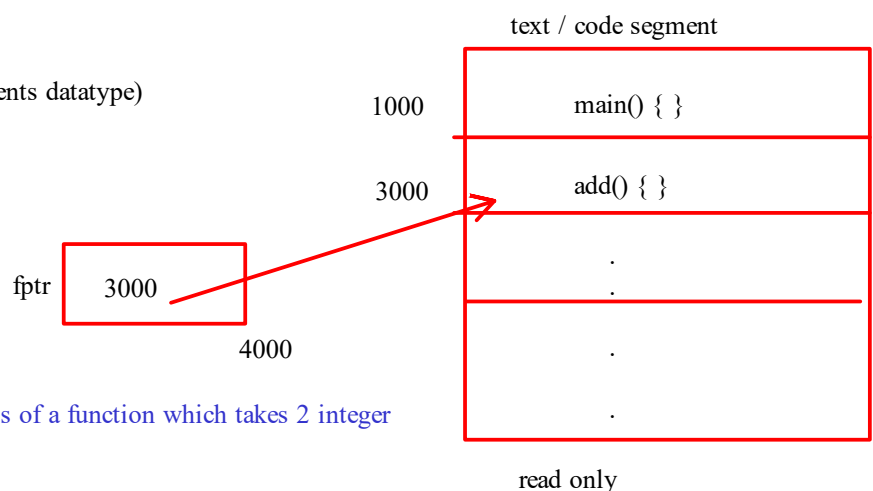 text / code segment
ents datatype)
1000 main() { }
3000 add() { }
.
fptr 3000
.
4000
.
s of a function which takes 2 integer
.
read only